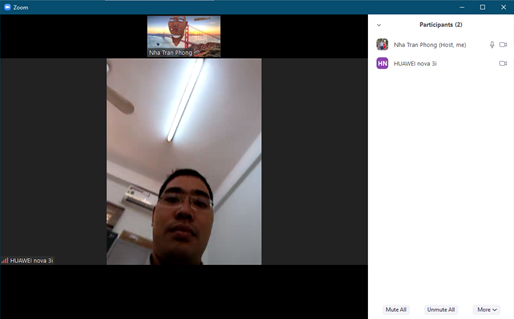 Zoom
Nha Tran Phong
HUAWEI nova 3i
Participants (2)
Nha Tran Phong (Host, me)
HN
HUAWEI nova 3i
Mute All
Unmute All
More